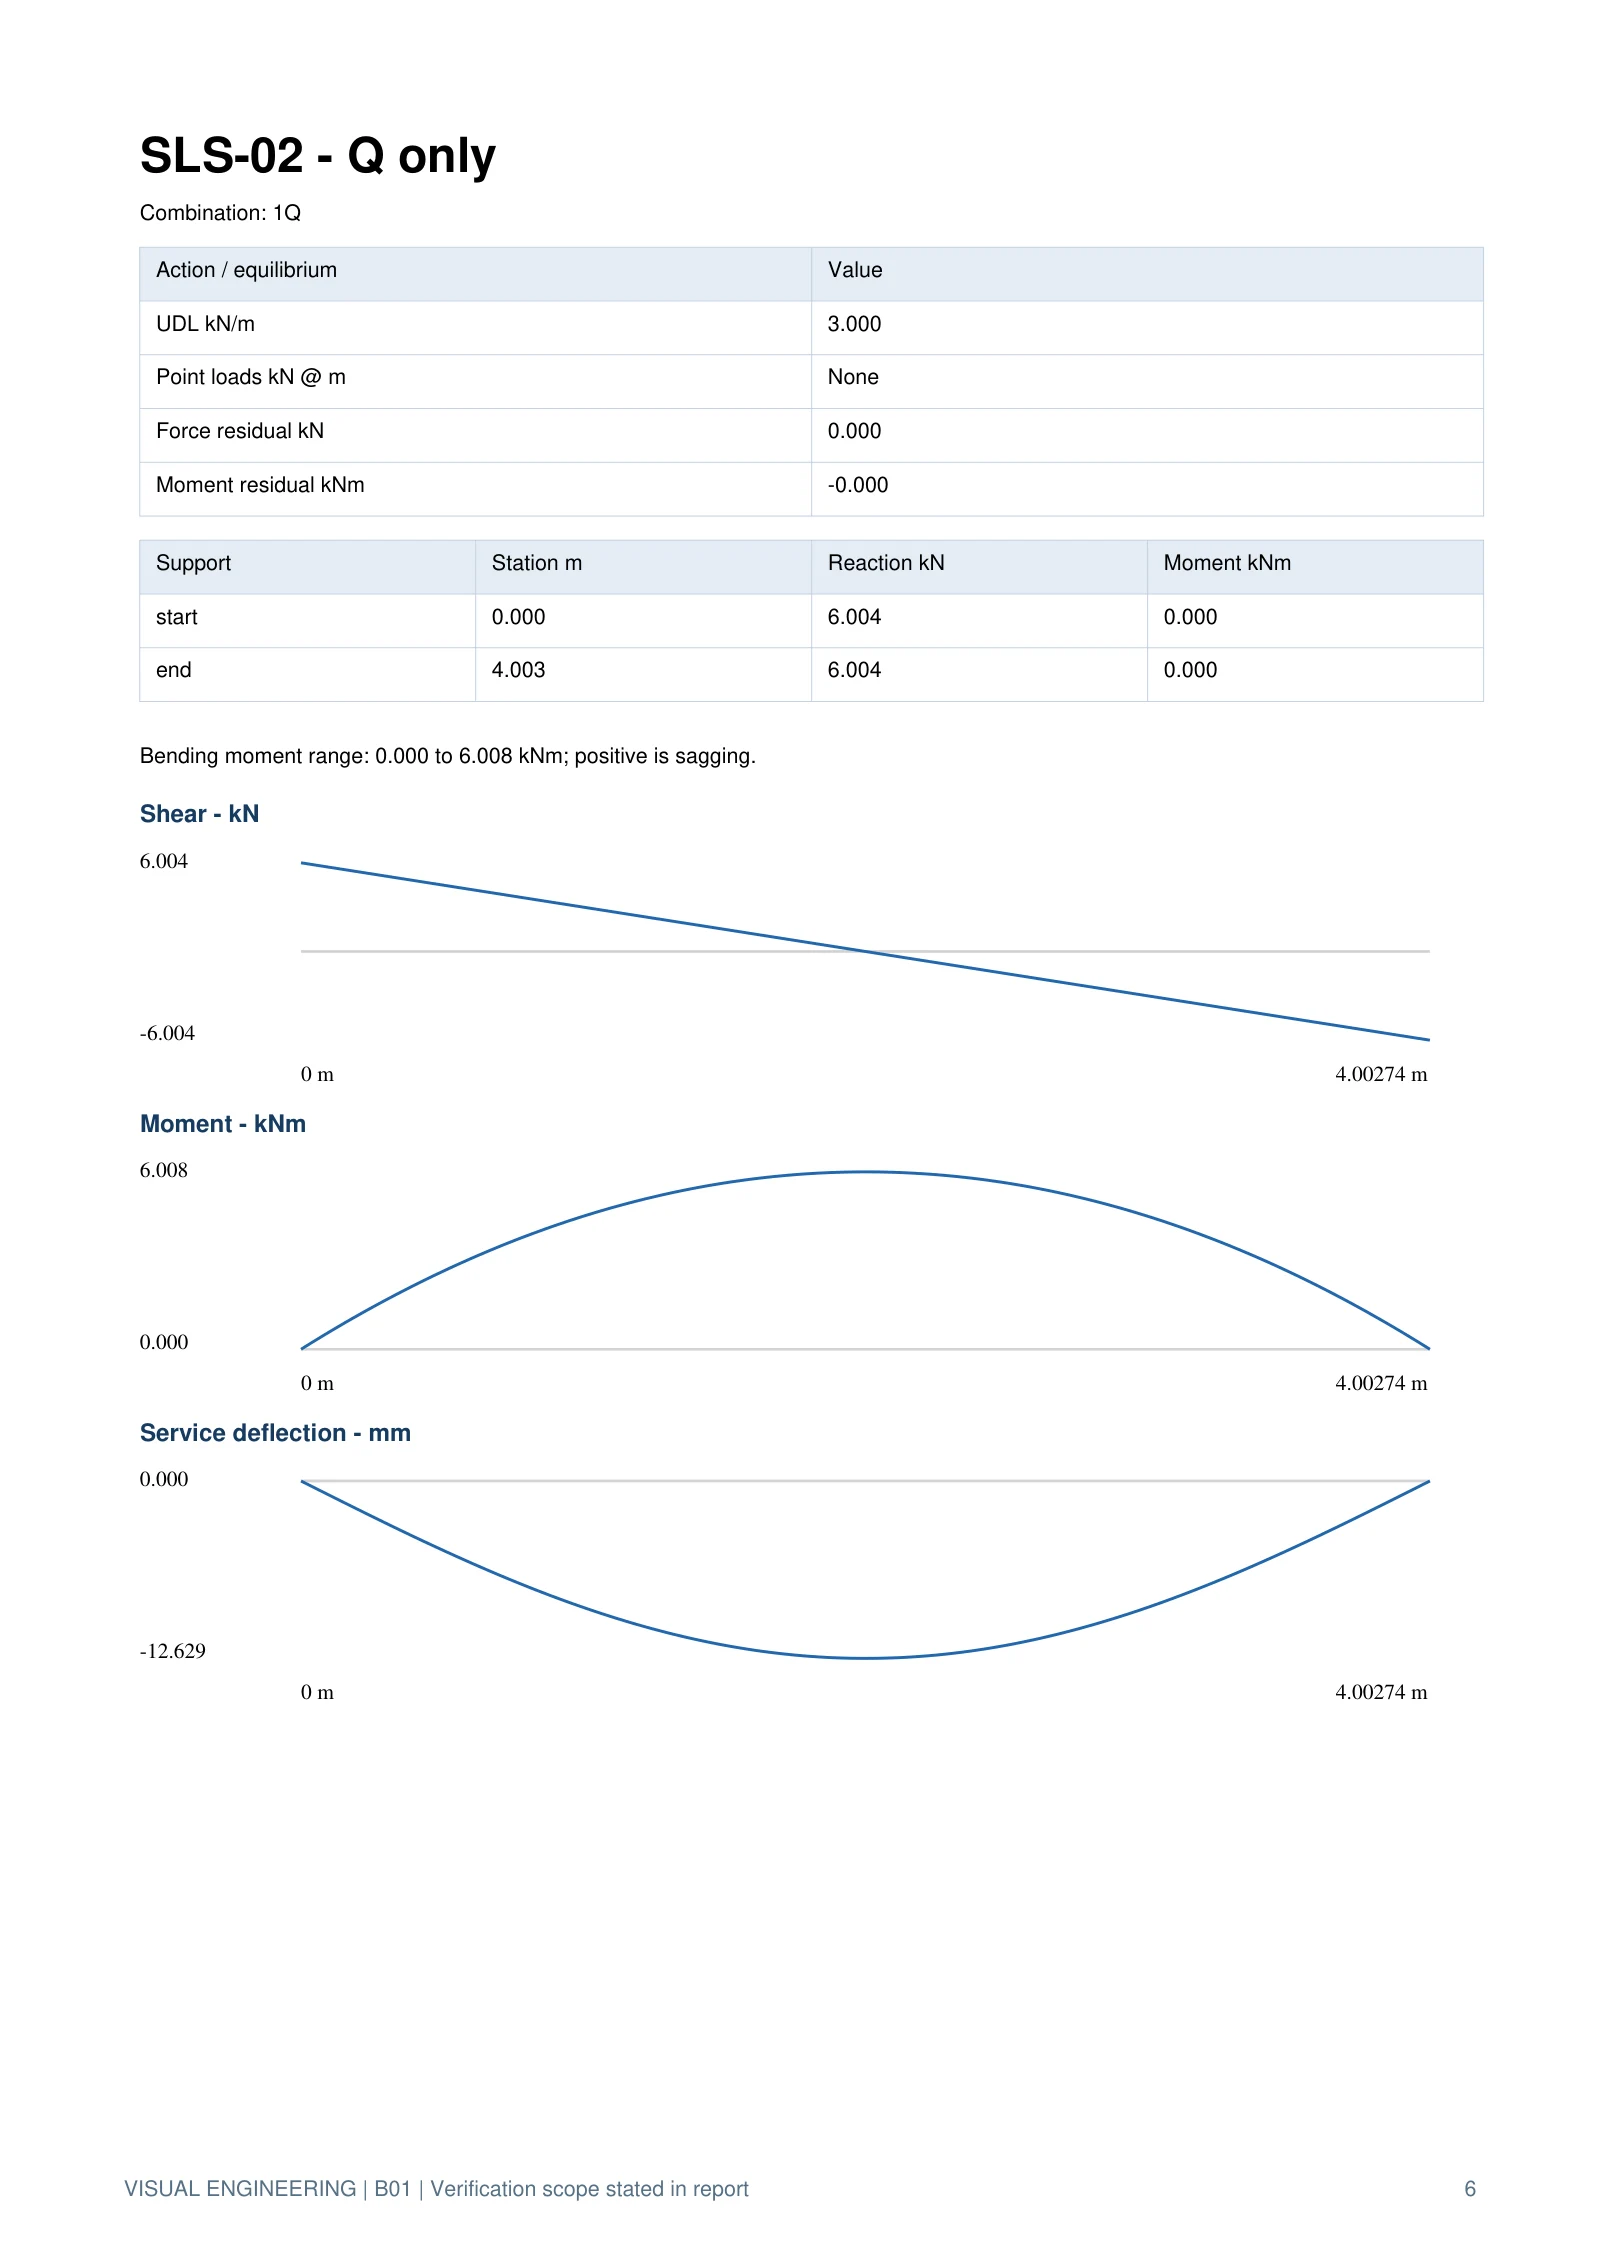 SLS-02 - Q only
Combination: 1Q
Action / equilibrium Value
UDL kN/m 3.000
Point loads kN @ m None
Force residual kN 0.000
Moment residual kNm -0.000
Support Station m Reaction kN Moment kNm
start 0.000 6.004 0.000
end 4.003 6.004 0.000
Bending moment range: 0.000 to 6.008 kNm; positive is sagging.
Shear - kN
6.004
-6.004
0 m 4.00274 m
Moment - kNm
6.008
0.000
0 m 4.00274 m
Service deflection - mm
0.000
-12.629
0 m 4.00274 m
VISUAL ENGINEERING | B01 | Verification scope stated in report 6